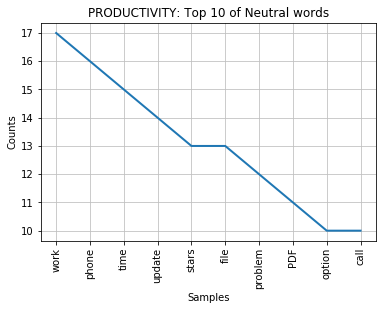 PRODUCTIVITY: Top 10 of Neutral words
17
16
15
14
13
12
11
10
Counts
work
phone
time
update
stars
file
problem
PDF
option
call
Samples